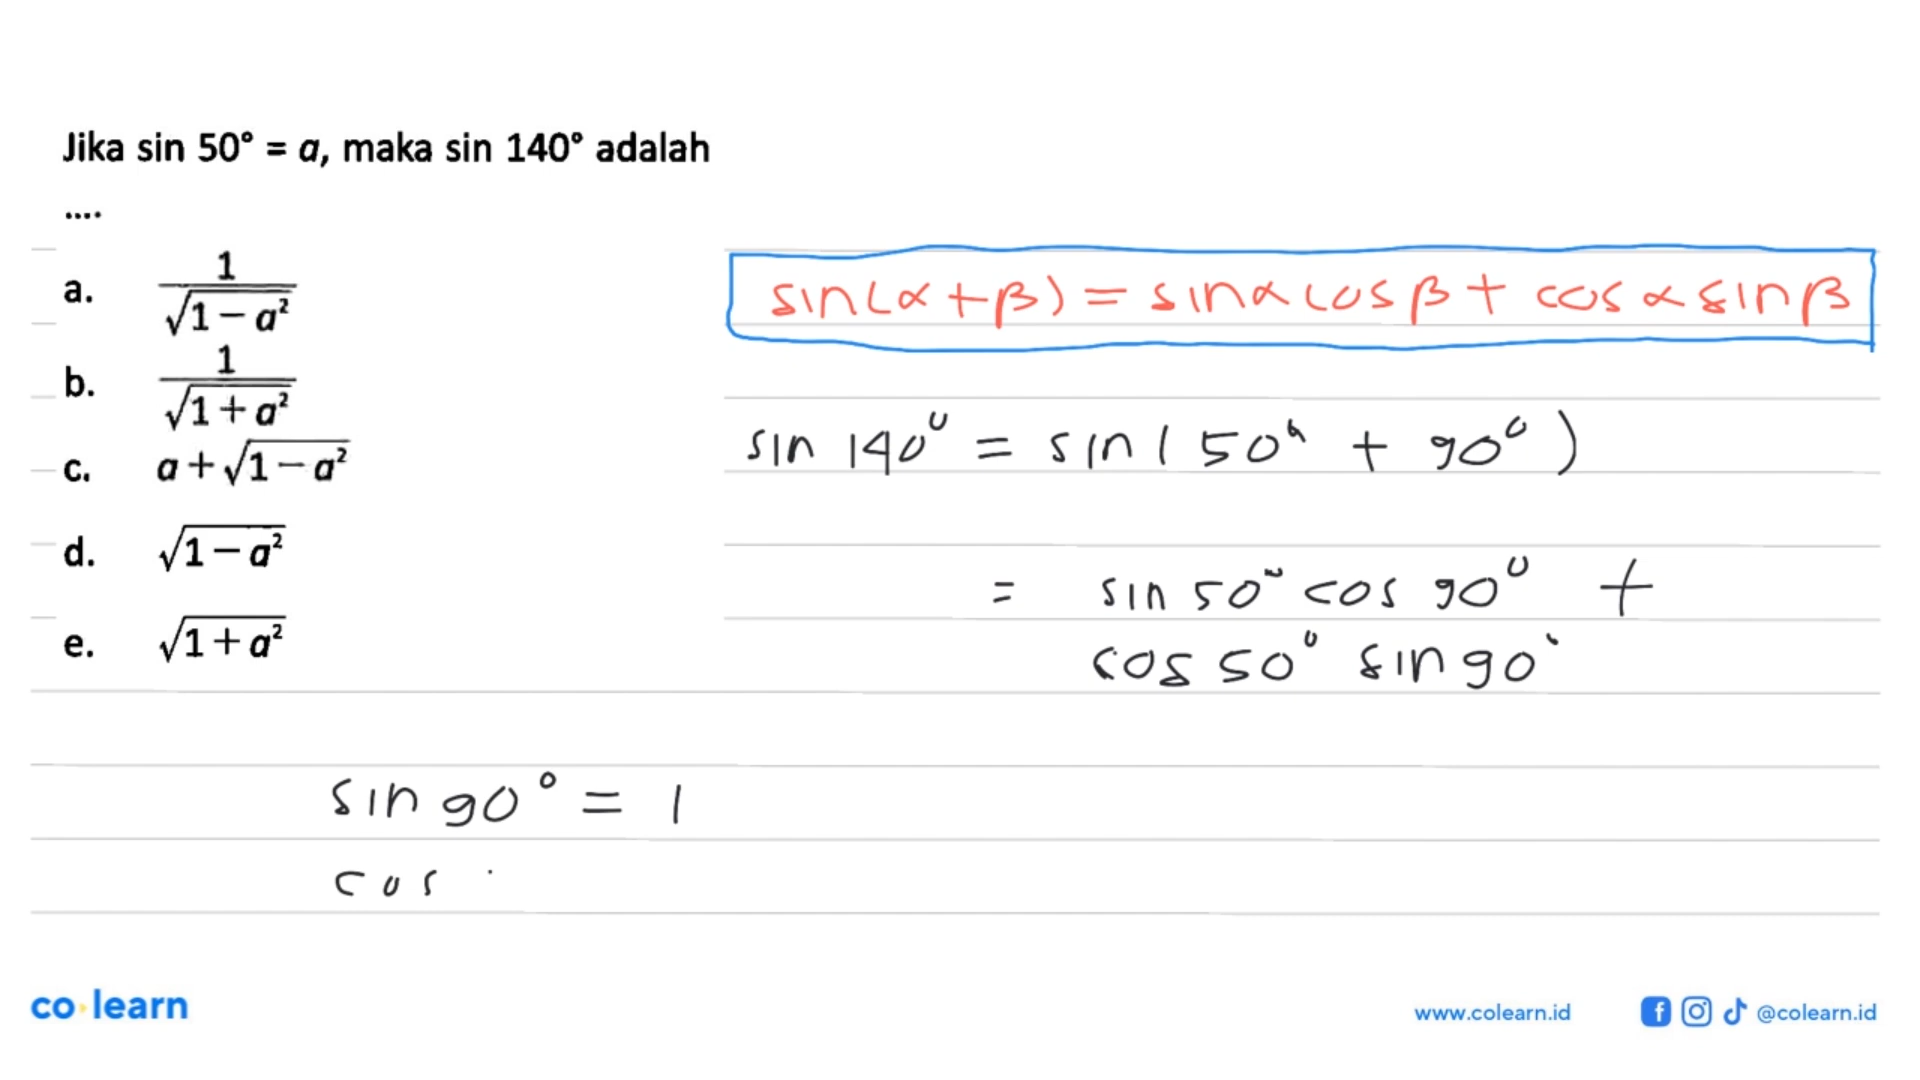 Jika sin 50° = a, maka sin 140° adalah
....
a. 1/√(1 − a²)
b. 1/√(1 + a²)
c. a + √(1 − a²)
d. √(1 − a²)
e. √(1 + a²)
sin(α + β) = sin α cos β + cos α sin β
sin 140° = sin (50° + 90°)
= sin 50° cos 90° +
cos 50° sin 90°
sin 90° = 1
cos
co learn
www.colearn.id
@colearn.id